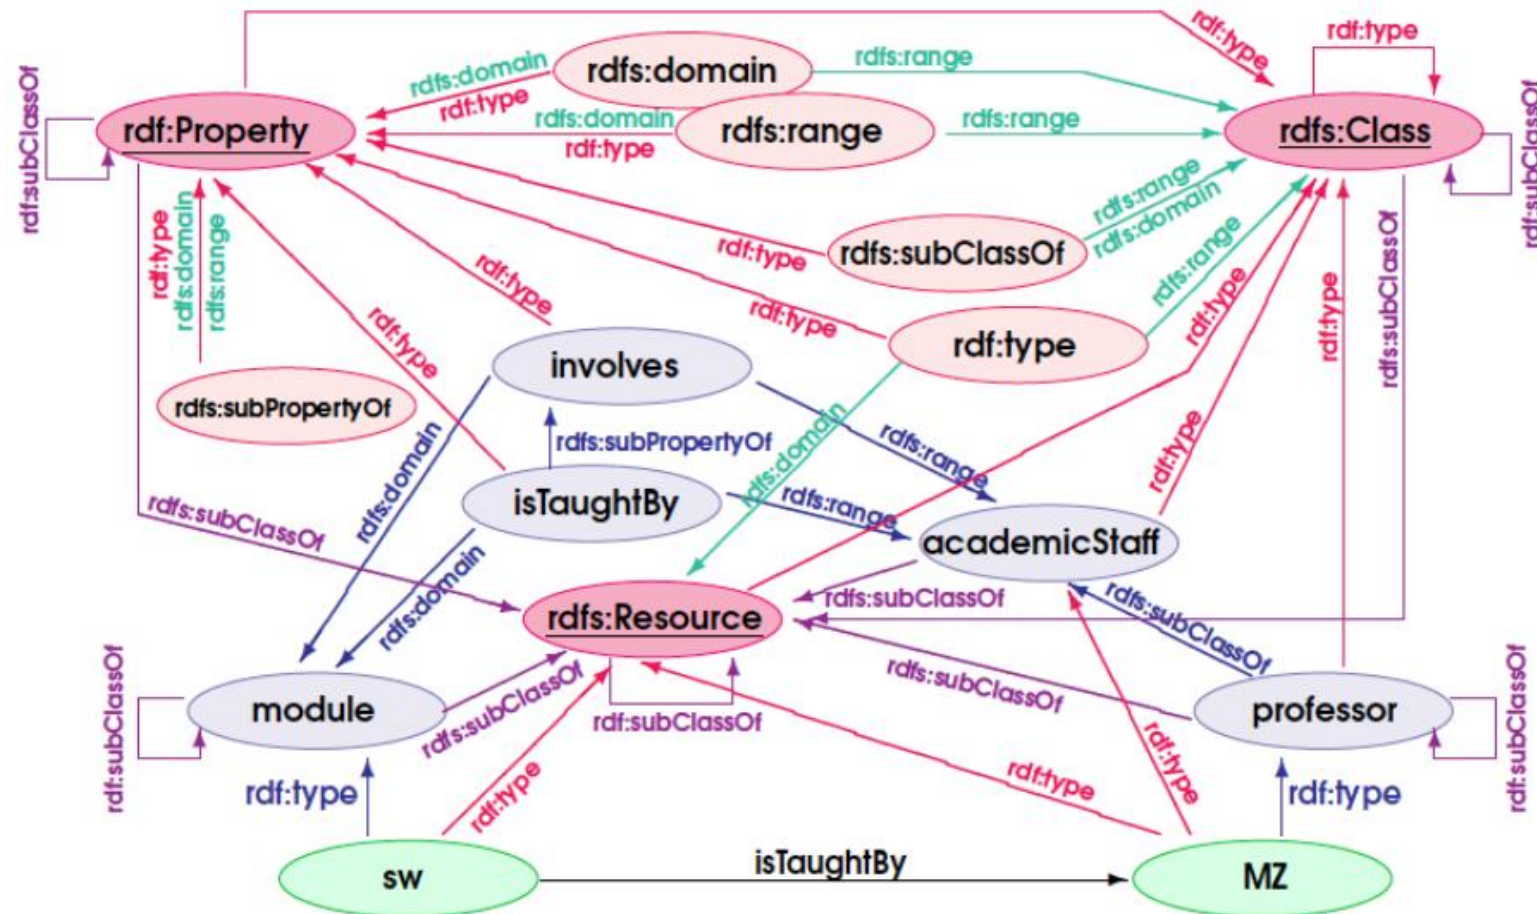 rdf:type
rdf:type
rdfs:domain
rdfs:domain
rdfs:range
rdf:type
rdf:subClassOf
rdf:Property
rdfs:domain
rdf:type
rdfs:range
rdfs:range
rdfs:Class
rdf:subClassOf
rdf:type
rdfs:domain
rdfs:range
rdf:type
rdf:type
rdfs:subClassOf
rdfs:range
rdfs:domain
rdfs:range
rdf:type
rdf:type
rdf:type
rdfs:subClassOf
rdf:type
rdf:type
rdf:type
involves
rdfs:subPropertyOf
rdfs:subPropertyOf
rdfs:domain
rdfs:domain
rdfs:range
rdf:type
rdfs:subClassOf
isTaughtBy
rdfs:range
academicStaff
rdfs:domain
rdfs:Resource
rdfs:subClassOf
rdfs:subClassOf
rdf:subClassOf
module
rdfs:subClassOf
rdf:subClassOf
rdfs:subClassOf
professor
rdf:subClassOf
rdf:type
rdf:type
rdf:type
rdf:type
rdf:type
sw
isTaughtBy
MZ